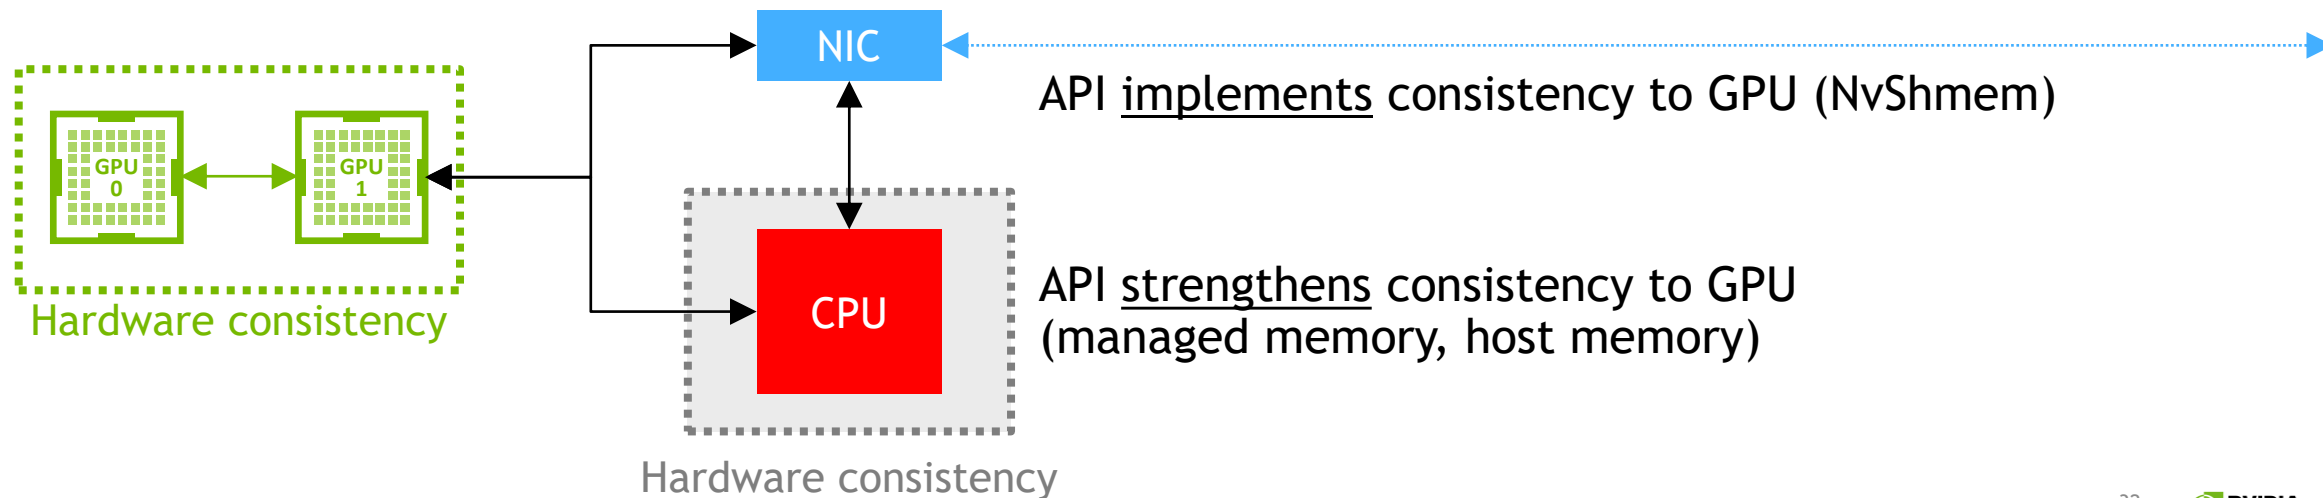 NIC
API implements consistency to GPU (NvShmem)
GPU
0
GPU
1
Hardware consistency
CPU
API strengthens consistency to GPU
(managed memory, host memory)
Hardware consistency